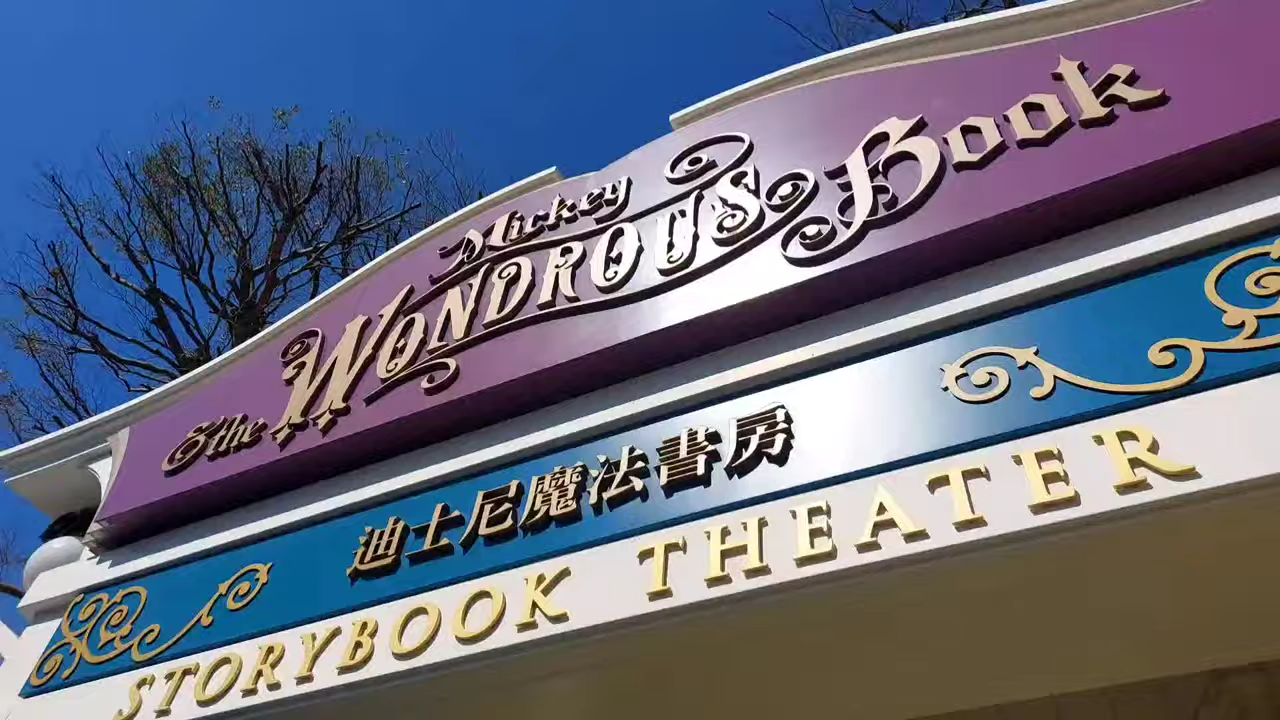 Mickey
the WONDROUS Book
迪士尼魔法書房
STORYBOOK THEATER